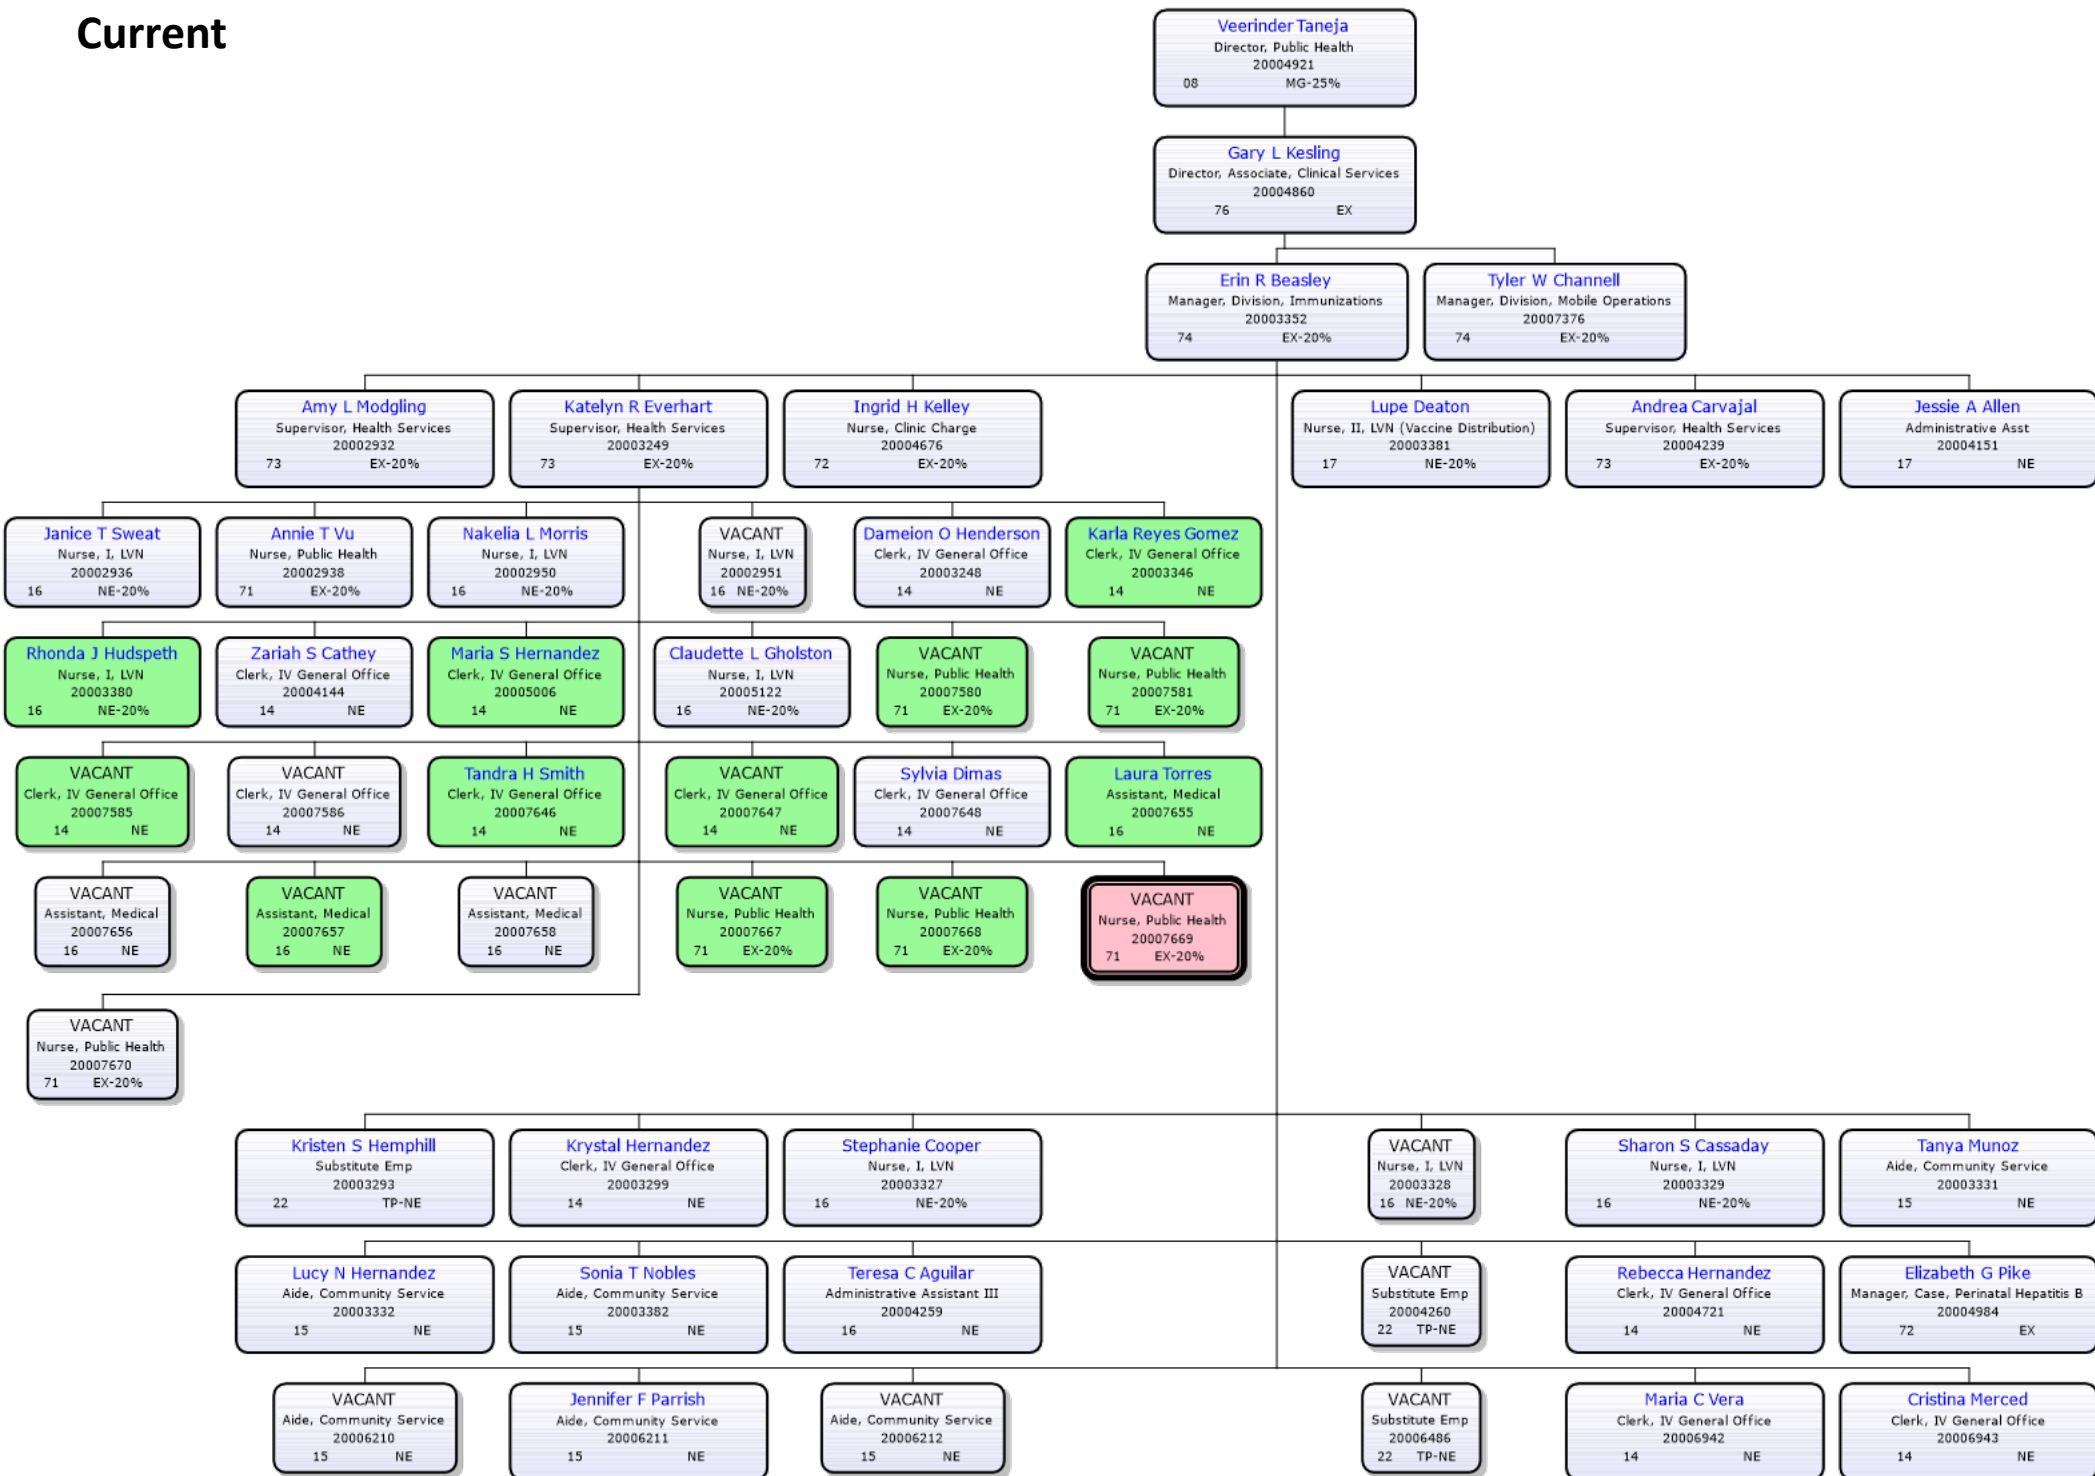 Current
Veerinder Taneja
Director, Public Health
20004921
08 MG-25%
Gary L Kesling
Director, Associate, Clinical Services
20004860
76 EX
Erin R Beasley
Manager, Division, Immunizations
20003352
74 EX-20%
Tyler W Channell
Manager, Division, Mobile Operations
20007376
74 EX-20%
Amy L Modgling
Supervisor, Health Services
20002932
73 EX-20%
Katelyn R Everhart
Supervisor, Health Services
20003249
73 EX-20%
Ingrid H Kelley
Nurse, Clinic Charge
20004676
72 EX-20%
Lupe Deaton
Nurse, II, LVN (Vaccine Distribution)
20003381
17 NE-20%
Andrea Carvajal
Supervisor, Health Services
20004239
73 EX-20%
Jessie A Allen
Administrative Asst
20004151
17 NE
Janice T Sweat
Nurse, I, LVN
20002936
16 NE-20%
Annie T Vu
Nurse, Public Health
20002938
71 EX-20%
Nakelia L Morris
Nurse, I, LVN
20002950
16 NE-20%
VACANT
Nurse, I, LVN
20002951
16 NE-20%
Dameion O Henderson
Clerk, IV General Office
20003248
14 NE
Karla Reyes Gomez
Clerk, IV General Office
20003346
14 NE
Rhonda J Hudspeth
Nurse, I, LVN
20003380
16 NE-20%
Zariah S Cathey
Clerk, IV General Office
20004144
14 NE
Maria S Hernandez
Clerk, IV General Office
20005006
14 NE
Claudette L Gholston
Nurse, I, LVN
20005122
16 NE-20%
VACANT
Nurse, Public Health
20007580
71 EX-20%
VACANT
Nurse, Public Health
20007581
71 EX-20%
VACANT
Clerk, IV General Office
20007585
14 NE
VACANT
Clerk, IV General Office
20007586
14 NE
Tandra H Smith
Clerk, IV General Office
20007646
14 NE
VACANT
Clerk, IV General Office
20007647
14 NE
Sylvia Dimas
Clerk, IV General Office
20007648
14 NE
Laura Torres
Assistant, Medical
20007655
16 NE
VACANT
Assistant, Medical
20007656
16 NE
VACANT
Assistant, Medical
20007657
16 NE
VACANT
Assistant, Medical
20007658
16 NE
VACANT
Nurse, Public Health
20007667
71 EX-20%
VACANT
Nurse, Public Health
20007668
71 EX-20%
VACANT
Nurse, Public Health
20007669
71 EX-20%
VACANT
Nurse, Public Health
20007670
71 EX-20%
Kristen S Hemphill
Substitute Emp
20003293
22 TP-NE
Krystal Hernandez
Clerk, IV General Office
20003299
14 NE
Stephanie Cooper
Nurse, I, LVN
20003327
16 NE-20%
VACANT
Nurse, I, LVN
20003328
16 NE-20%
Sharon S Cassaday
Nurse, I, LVN
20003329
16 NE-20%
Tanya Munoz
Aide, Community Service
20003331
15 NE
Lucy N Hernandez
Aide, Community Service
20003332
15 NE
Sonia T Nobles
Aide, Community Service
20003382
15 NE
Teresa C Aguilar
Administrative Assistant III
20004259
16 NE
VACANT
Substitute Emp
20004260
22 TP-NE
Rebecca Hernandez
Clerk, IV General Office
20004721
14 NE
Elizabeth G Pike
Manager, Case, Perinatal Hepatitis B
20004984
72 EX
VACANT
Aide, Community Service
20006210
15 NE
Jennifer F Parrish
Aide, Community Service
20006211
15 NE
VACANT
Aide, Community Service
20006212
15 NE
VACANT
Substitute Emp
20006486
22 TP-NE
Maria C Vera
Clerk, IV General Office
20006942
14 NE
Cristina Merced
Clerk, IV General Office
20006943
14 NE